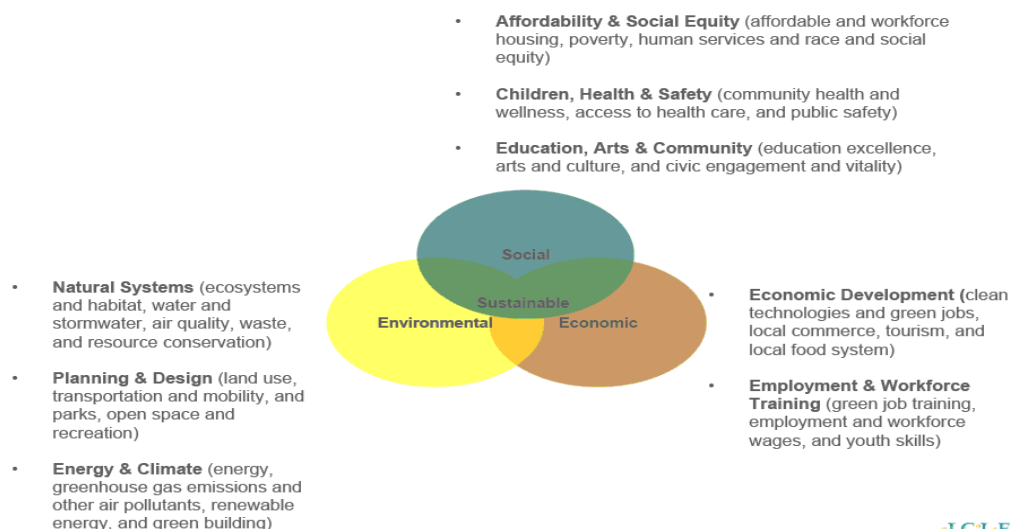 • Affordability & Social Equity (affordable and workforce
housing, poverty, human services and race and social
equity)
• Children, Health & Safety (community health and
wellness, access to health care, and public safety)
• Education, Arts & Community (education excellence,
arts and culture, and civic engagement and vitality)
Social
Sustainable
Environmental
Economic
• Natural Systems (ecosystems
and habitat, water and
stormwater, air quality, waste,
and resource conservation)
• Planning & Design (land use,
transportation and mobility, and
parks, open space and
recreation)
• Energy & Climate (energy,
greenhouse gas emissions and
other air pollutants, renewable
energy, and green building)
• Economic Development (clean
technologies and green jobs,
local commerce, tourism, and
local food system)
• Employment & Workforce
Training (green job training,
employment and workforce
wages, and youth skills)